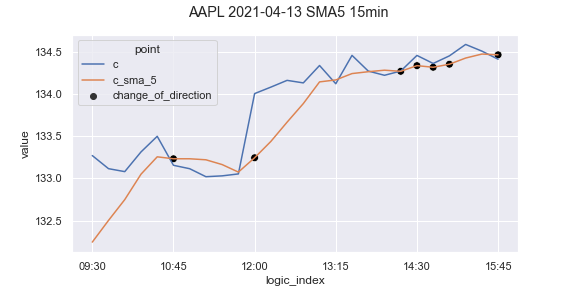 AAPL 2021-04-13 SMA5 15min
point
c
c_sma_5
change_of_direction
value
134.5
134.0
133.5
133.0
132.5
09:30 10:45 12:00 13:15 14:30 15:45
logic_index